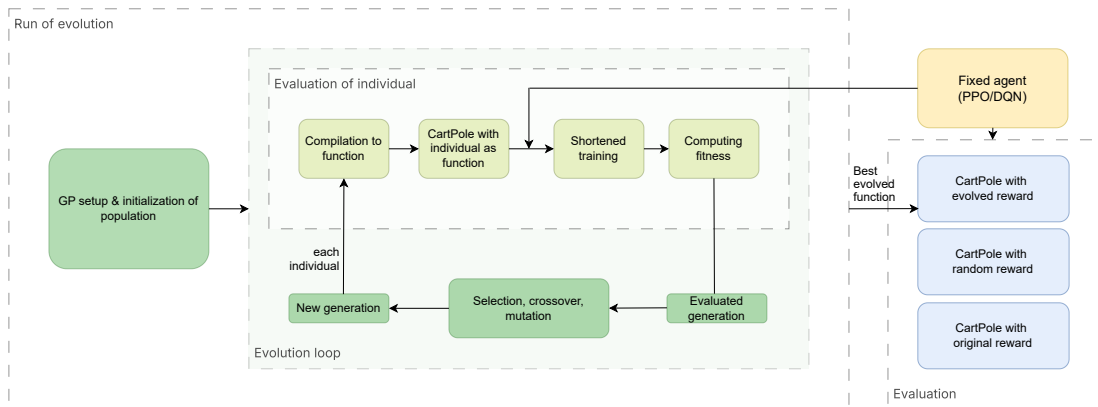 Run of evolution
Evaluation of individual
Fixed agent
(PPO/DQN)
Compilation to
function
CartPole with
individual as
function
Shortened
training
Computing
fitness
GP setup & initialization of
population
Best
evolved
function
CartPole with
evolved reward
CartPole with
random reward
CartPole with
original reward
each
individual
New generation
Selection, crossover,
mutation
Evaluated
generation
Evolution loop
Evaluation